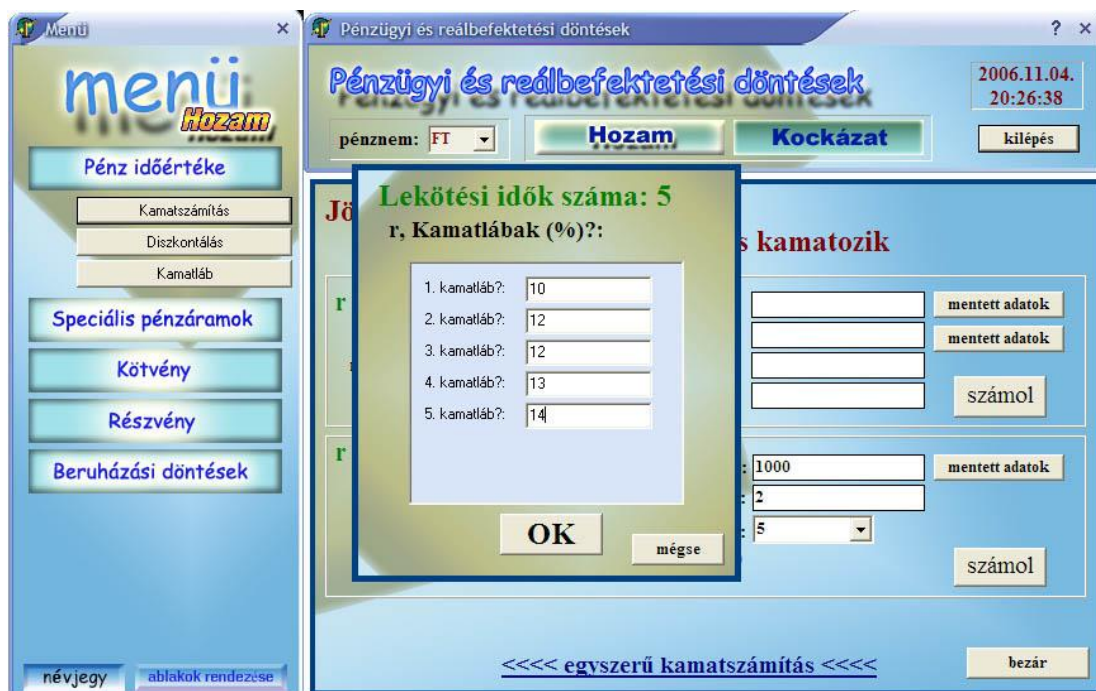 Menü
menü
Hozam
Pénz időértéke
Kamatszámítás
Diszkontálás
Kamatláb
Speciális pénzáramok
Kötvény
Részvény
Beruházási döntések
névjegy
ablakok rendezése
Pénzügyi és reálbefektetési döntések
?
Pénzügyi és reálbefektetési döntések
2006.11.04.
20:26:38
pénznem: FT
Hozam
Kockázat
kilépés
Jö
s kamatozik
Lekötési idők száma: 5
r, Kamatlábak (%)?:
1. kamatláb?: 10
2. kamatláb?: 12
3. kamatláb?: 12
4. kamatláb?: 13
5. kamatláb?: 14
OK
mégse
r
mentett adatok
mentett adatok
számol
r
: 1000
mentett adatok
: 2
: 5
számol
<<<< egyszerű kamatszámítás <<<<
bezár